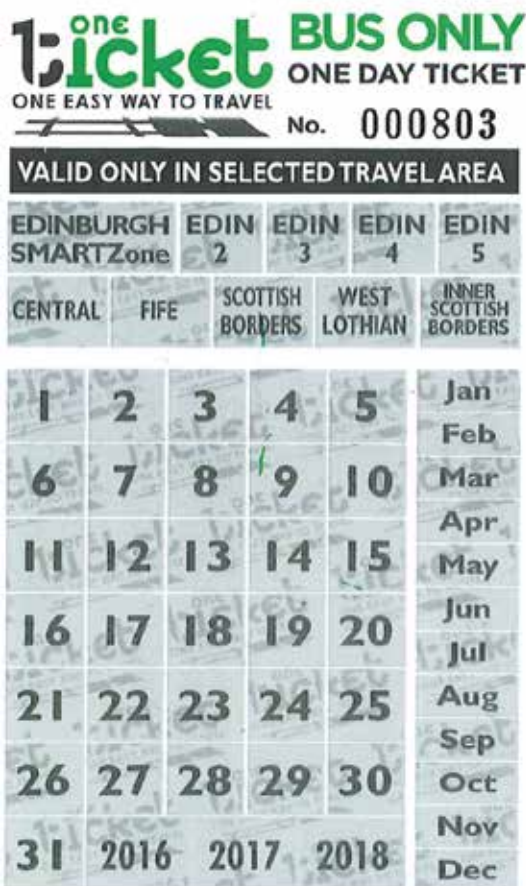 one
ticket
BUS ONLY
ONE DAY TICKET
ONE EASY WAY TO TRAVEL
No. 000803
VALID ONLY IN SELECTED TRAVEL AREA
EDINBURGH SMARTZone
EDIN 2
EDIN 3
EDIN 4
EDIN 5
CENTRAL
FIFE
SCOTTISH BORDERS
WEST LOTHIAN
INNER SCOTTISH BORDERS
1 2 3 4 5
6 7 8 9 10
11 12 13 14 15
16 17 18 19 20
21 22 23 24 25
26 27 28 29 30
31 2016 2017 2018
Jan
Feb
Mar
Apr
May
Jun
Jul
Aug
Sep
Oct
Nov
Dec